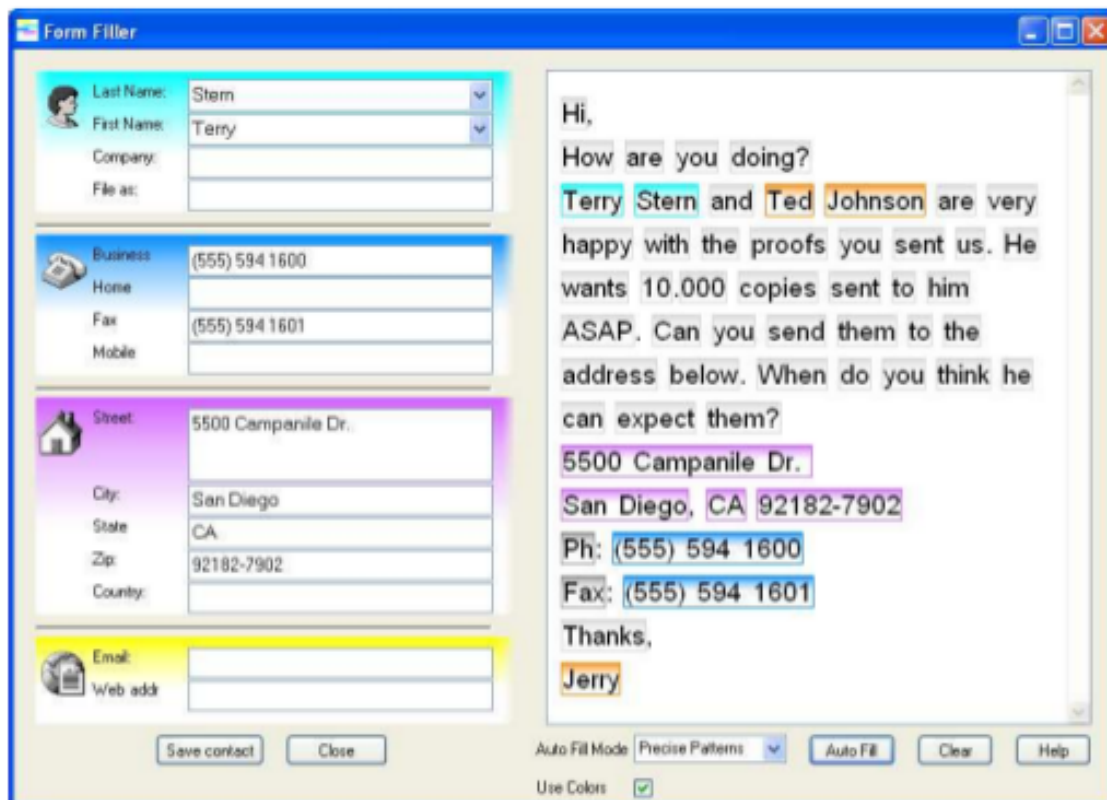 Form Filler
Last Name: Stern
First Name: Terry
Company:
File as:
Business (555) 594 1600
Home
Fax (555) 594 1601
Mobile
Street: 5500 Campanile Dr.
City: San Diego
State CA
Zip: 92182-7902
Country:
Email:
Web addr
Save contact Close
Hi,
How are you doing?
Terry Stern and Ted Johnson are very
happy with the proofs you sent us. He
wants 10.000 copies sent to him
ASAP. Can you send them to the
address below. When do you think he
can expect them?
5500 Campanile Dr.
San Diego, CA 92182-7902
Ph: (555) 594 1600
Fax: (555) 594 1601
Thanks,
Jerry
Auto Fill Mode Precise Patterns Auto Fill Clear Help
Use Colors